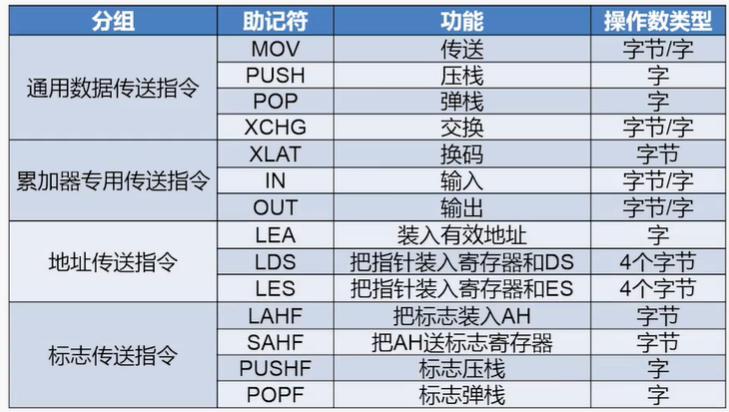 分组 助记符 功能 操作数类型
通用数据传送指令 MOV 传送 字节/字
PUSH 压栈 字
POP 弹栈 字
XCHG 交换 字节/字
累加器专用传送指令 XLAT 换码 字节
IN 输入 字节/字
OUT 输出 字节/字
地址传送指令 LEA 装入有效地址 字
LDS 把指针装入寄存器和DS 4个字节
LES 把指针装入寄存器和ES 4个字节
标志传送指令 LAHF 把标志装入AH 字节
SAHF 把AH送标志寄存器 字节
PUSHF 标志压栈 字
POPF 标志弹栈 字